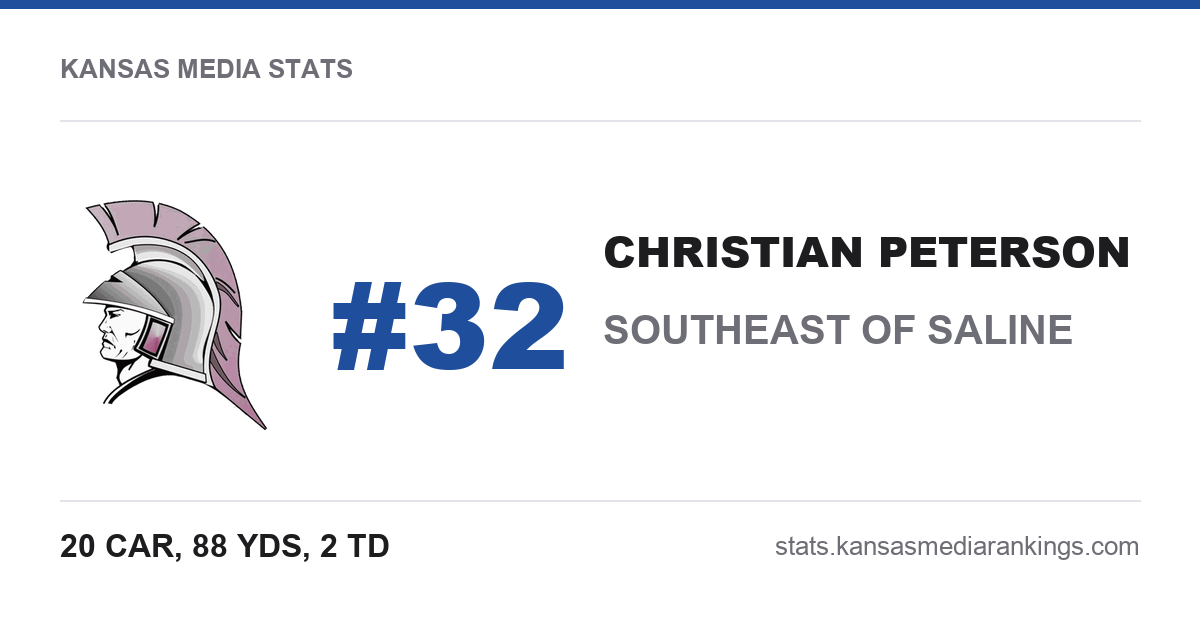 KANSAS MEDIA STATS
#32
CHRISTIAN PETERSON
SOUTHEAST OF SALINE
20 CAR, 88 YDS, 2 TD
stats.kansasmediarankings.com